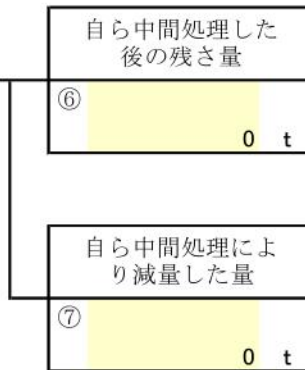 自ら中間処理した
後の残さ量
⑥
0 t
自ら中間処理によ
り減量した量
⑦
0 t